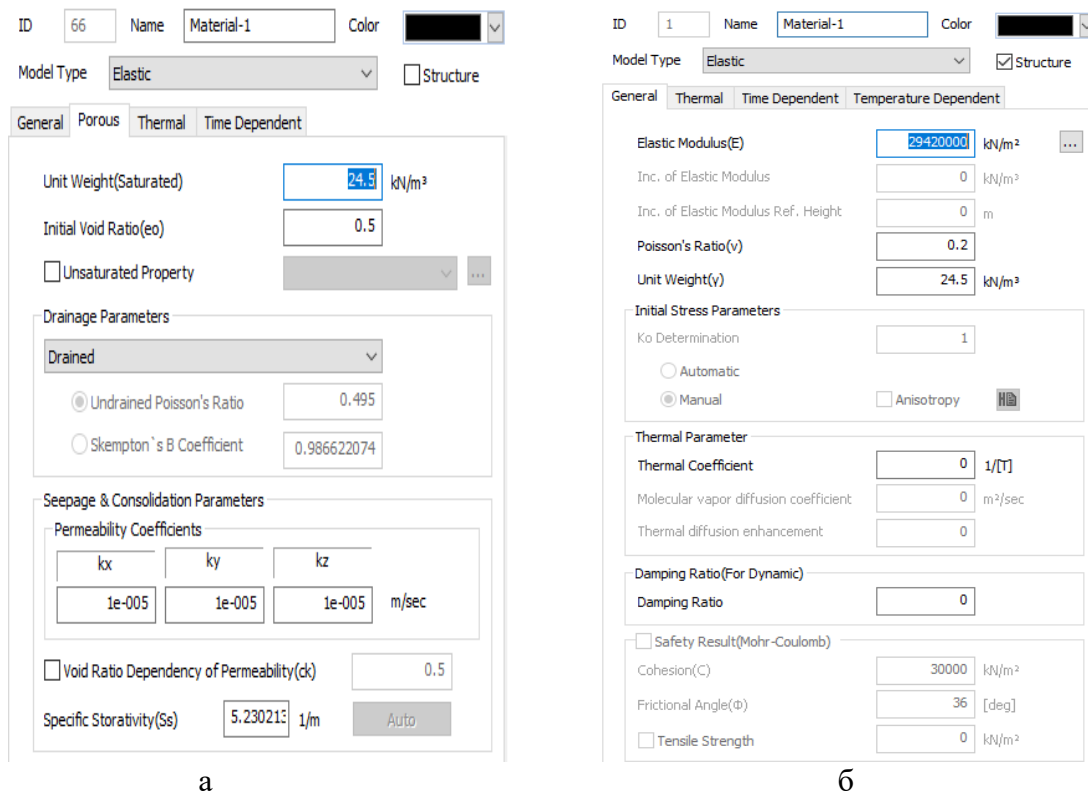 ID 66 Name Material-1 Color
Model Type Elastic Structure
General Porous Thermal Time Dependent
Unit Weight(Saturated) 24.5 kN/m³
Initial Void Ratio(eo) 0.5
Unsaturated Property ...
Drainage Parameters
Drained
Undrained Poisson's Ratio 0.495
Skempton`s B Coefficient 0.986622074
Seepage & Consolidation Parameters
Permeability Coefficients
kx ky kz
1e-005 1e-005 1e-005 m/sec
Void Ratio Dependency of Permeability(ck) 0.5
Specific Storativity(Ss) 5.230213 1/m Auto
а
ID 1 Name Material-1 Color
Model Type Elastic Structure
General Thermal Time Dependent Temperature Dependent
Elastic Modulus(E) 29420000 kN/m² ...
Inc. of Elastic Modulus 0 kN/m³
Inc. of Elastic Modulus Ref. Height 0 m
Poisson's Ratio(ν) 0.2
Unit Weight(γ) 24.5 kN/m³
Initial Stress Parameters
Ko Determination 1
Automatic
Manual Anisotropy
Thermal Parameter
Thermal Coefficient 0 1/[T]
Molecular vapor diffusion coefficient 0 m²/sec
Thermal diffusion enhancement 0
Damping Ratio(For Dynamic)
Damping Ratio 0
Safety Result(Mohr-Coulomb)
Cohesion(C) 30000 kN/m²
Frictional Angle(Φ) 36 [deg]
Tensile Strength 0 kN/m²
б